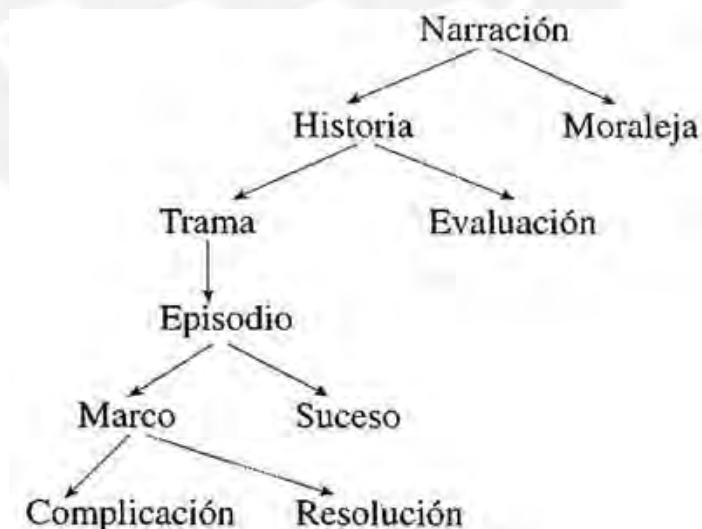 Narración
Historia Moraleja
Trama Evaluación
Episodio
Marco Suceso
Complicación Resolución